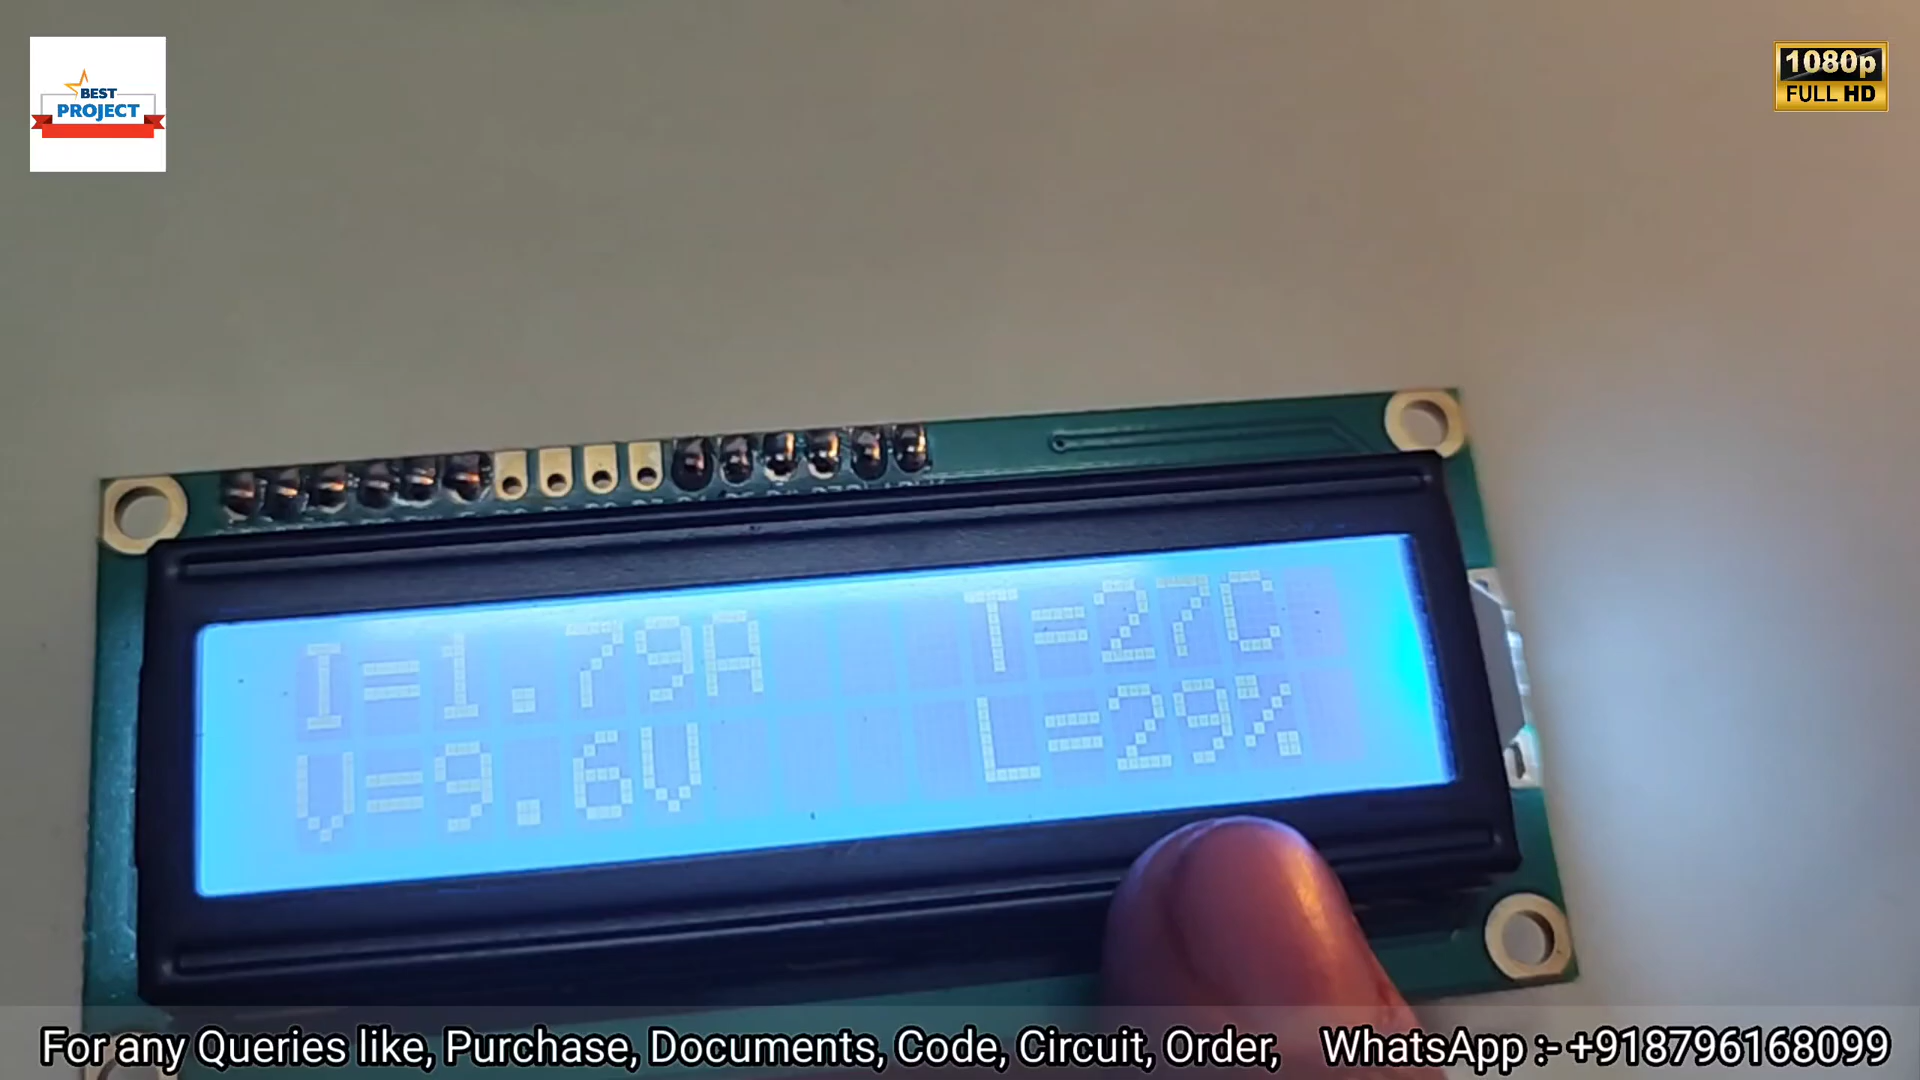 BEST
PROJECT
1080p
FULL HD
I=1.79A T=27C
V=9.6V L=29%
For any Queries like, Purchase, Documents, Code, Circuit, Order, WhatsApp :- +918796168099